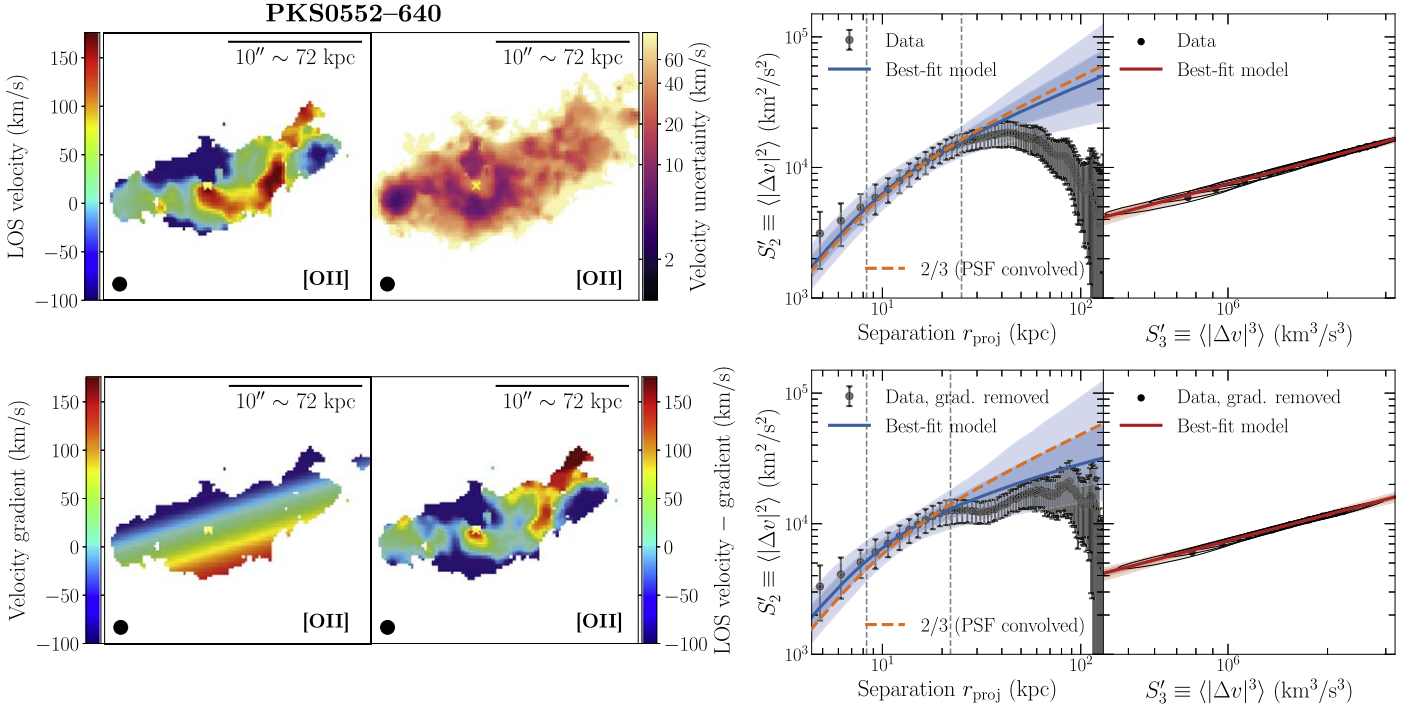 PKS0552–640
LOS velocity (km/s)
150
100
50
0
−50
−100
10″ ∼ 72 kpc
[OII]
10″ ∼ 72 kpc
[OII]
60
40
20
10
2
Velocity uncertainty (km/s)
S′₂ ≡ ⟨|Δv|²⟩ (km²/s²)
10⁵
10⁴
10³
Data
Best-fit model
2/3 (PSF convolved)
10¹
10²
Separation r_proj (kpc)
Data
Best-fit model
10⁶
S′₃ ≡ ⟨|Δv|³⟩ (km³/s³)
Velocity gradient (km/s)
150
100
50
0
−50
−100
10″ ∼ 72 kpc
[OII]
10″ ∼ 72 kpc
[OII]
150
100
50
0
−50
−100
LOS velocity − gradient (km/s)
S′₂ ≡ ⟨|Δv|²⟩ (km²/s²)
10⁵
10⁴
10³
Data, grad. removed
Best-fit model
2/3 (PSF convolved)
10¹
10²
Separation r_proj (kpc)
Data, grad. removed
Best-fit model
10⁶
S′₃ ≡ ⟨|Δv|³⟩ (km³/s³)